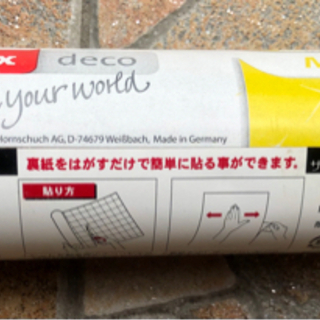 x deco
your world
Hornschuch AG, D-74679 Weißbach, Made in Germany
裏紙をはがすだけで簡単に貼る事ができます。
貼り方